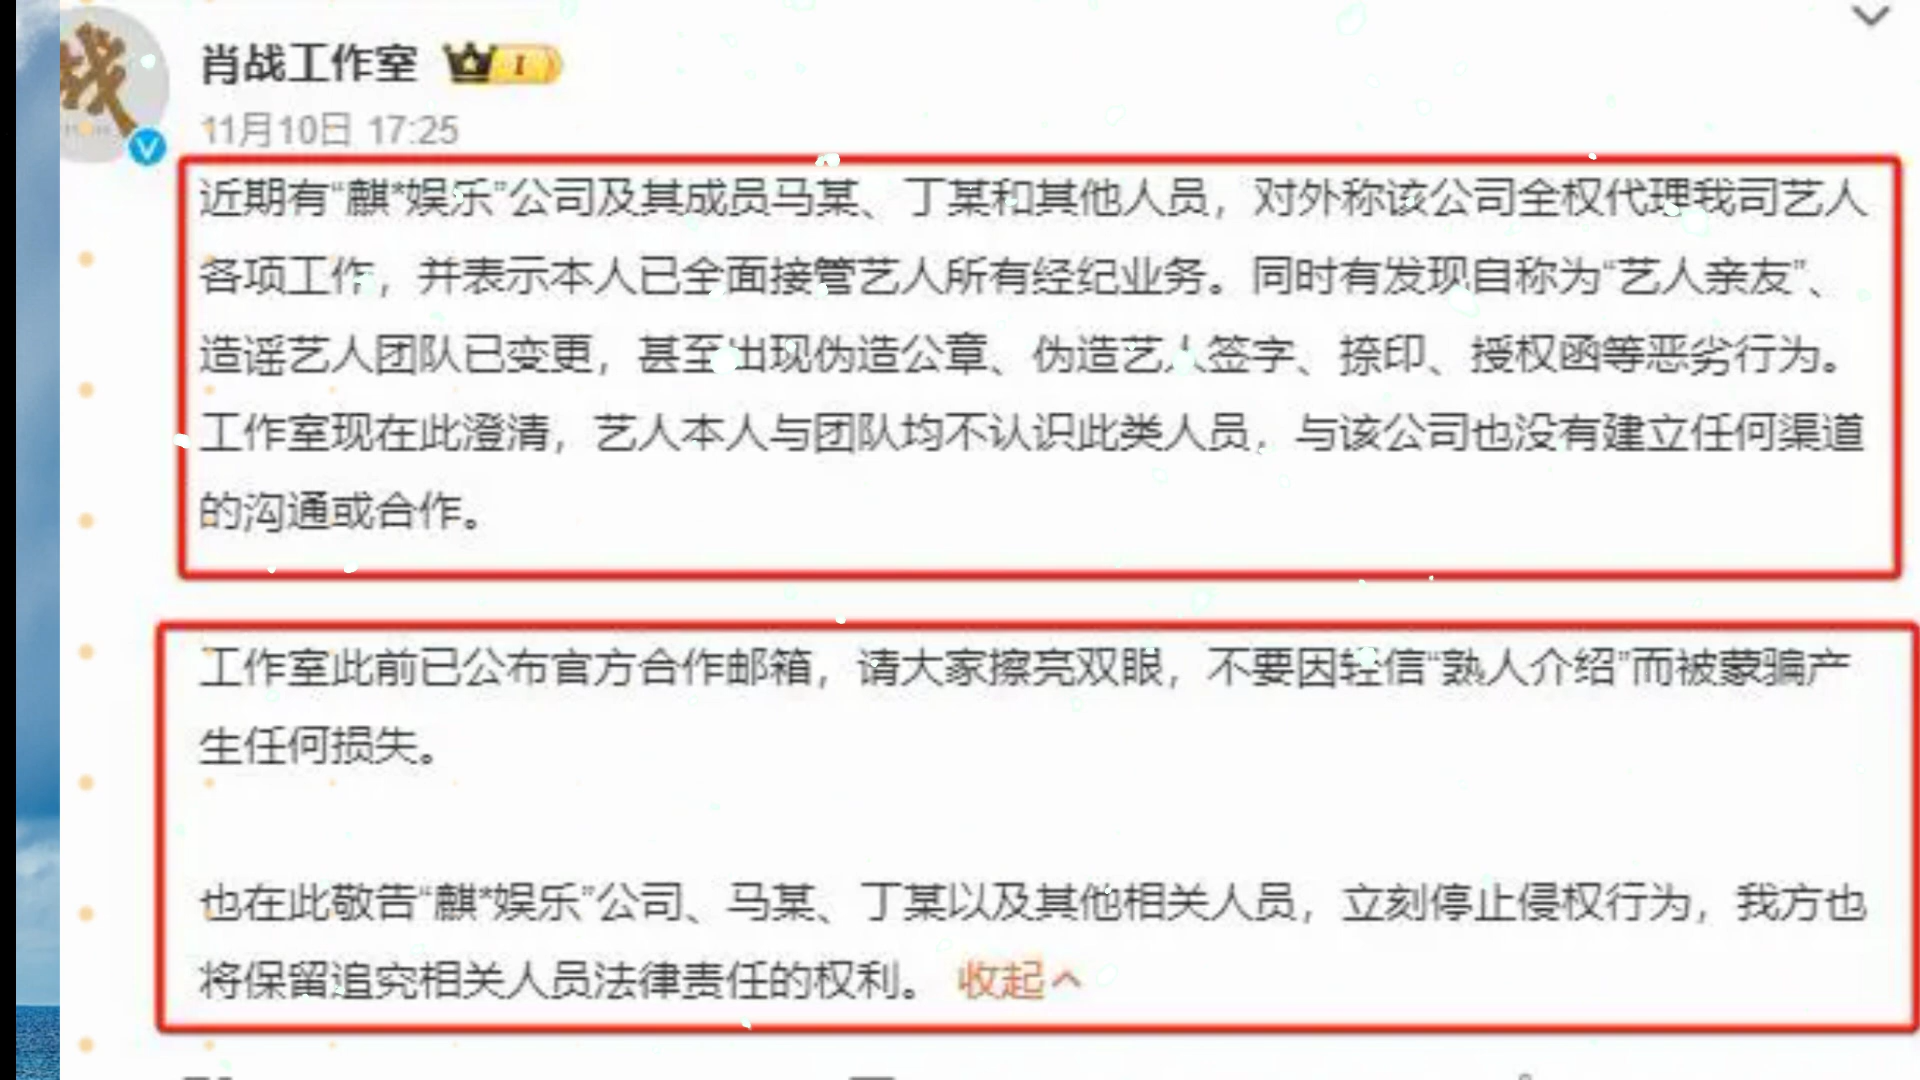 肖战工作室
I
11月10日 17:25
近期有“麒*娱乐”公司及其成员马某、丁某和其他人员，对外称该公司全权代理我司艺人
各项工作，并表示本人已全面接管艺人所有经纪业务。同时有发现自称为“艺人亲友”、
造谣艺人团队已变更，甚至出现伪造公章、伪造艺人签字、捺印、授权函等恶劣行为。
工作室现在此澄清，艺人本人与团队均不认识此类人员，与该公司也没有建立任何渠道
的沟通或合作。
工作室此前已公布官方合作邮箱，请大家擦亮双眼，不要因轻信“熟人介绍”而被蒙骗产
生任何损失。
也在此敬告“麒*娱乐”公司、马某、丁某以及其他相关人员，立刻停止侵权行为，我方也
将保留追究相关人员法律责任的权利。 收起